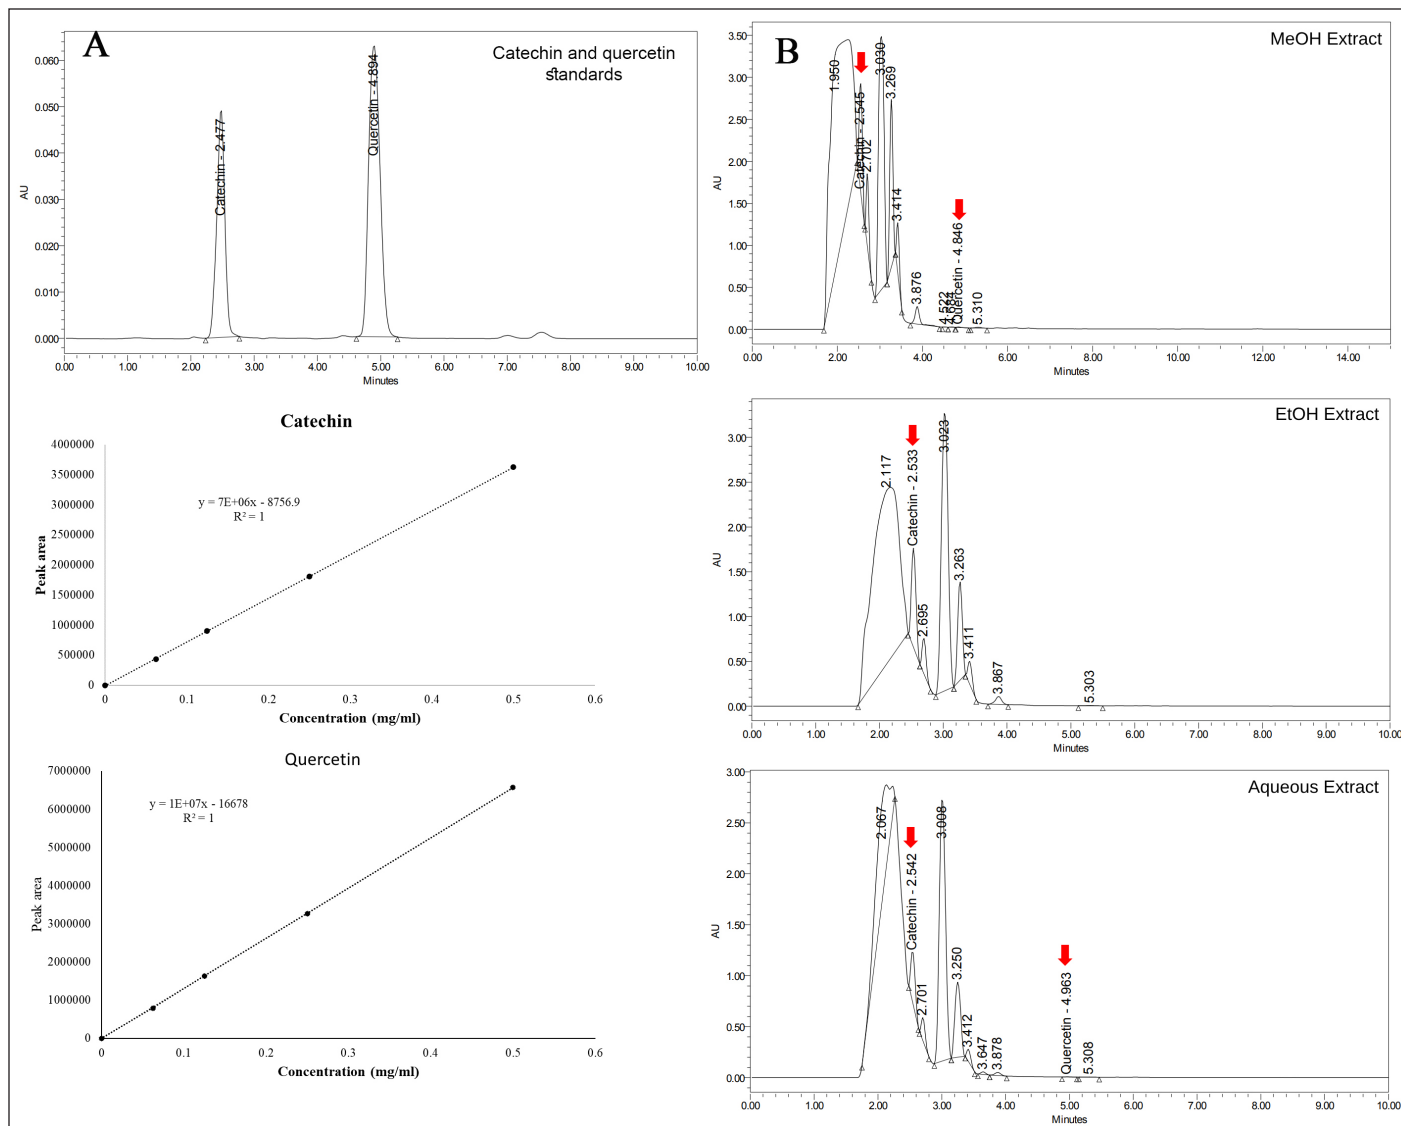 A
Catechin and quercetin
standards
AU
0.060
0.050
0.040
0.030
0.020
0.010
0.000
Catechin - 2.477
Quercetin - 4.894
0.00 1.00 2.00 3.00 4.00 5.00 6.00 7.00 8.00 9.00 10.00
Minutes
Catechin
Peak area
4000000
3500000
3000000
2500000
2000000
1500000
1000000
500000
0
y = 7E+06x - 8756.9
R² = 1
0 0.1 0.2 0.3 0.4 0.5 0.6
Concentration (mg/ml)
Quercetin
Peak area
7000000
6000000
5000000
4000000
3000000
2000000
1000000
0
y = 1E+07x - 16678
R² = 1
0 0.1 0.2 0.3 0.4 0.5 0.6
Concentration (mg/ml)
B
MeOH Extract
AU
3.50
3.00
2.50
2.00
1.50
1.00
0.50
0.00
1.950
Catechin - 2.545
2.702
3.030
3.269
3.414
3.876
4.522
4.684
Quercetin - 4.846
5.310
0.00 2.00 4.00 6.00 8.00 10.00 12.00 14.00
Minutes
EtOH Extract
AU
3.00
2.50
2.00
1.50
1.00
0.50
0.00
2.117
Catechin - 2.533
2.695
3.023
3.263
3.411
3.867
5.303
0.00 1.00 2.00 3.00 4.00 5.00 6.00 7.00 8.00 9.00 10.00
Minutes
Aqueous Extract
AU
3.00
2.50
2.00
1.50
1.00
0.50
0.00
2.067
Catechin - 2.542
2.701
3.008
3.250
3.412
3.647
3.878
Quercetin - 4.963
5.308
0.00 1.00 2.00 3.00 4.00 5.00 6.00 7.00 8.00 9.00 10.00
Minutes